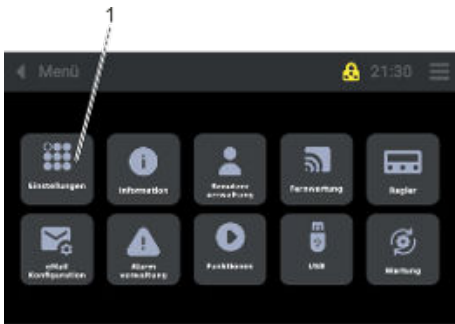 1
Menü
21:30
Einstellungen
Information
Benutzer
verwaltung
Fernwartung
Regler
eMail
Konfiguration
Alarm
verwaltung
Funktionen
USB
Wartung